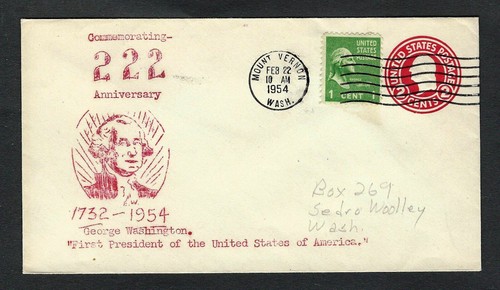 Commemorating-
222
Anniversary
1732-1954
George Washington.
"First President of the United States of America."
MOUNT VERNON
FEB 22
10 AM
1954
WASH.
UNITED
STATES
POSTAGE
1 CENT 1
UNITED STATES POSTAGE
2 CENTS 2
Box 269
Sedro Woolley
Wash.